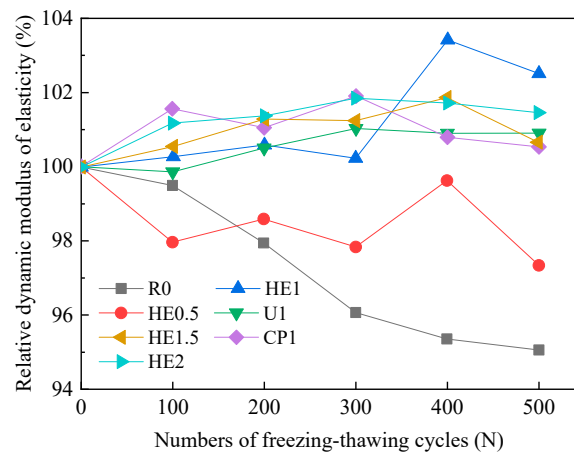 Relative dynamic modulus of elasticity (%)
104
102
100
98
96
94
R0
HE0.5
HE1.5
HE2
HE1
U1
CP1
0 100 200 300 400 500
Numbers of freezing-thawing cycles (N)